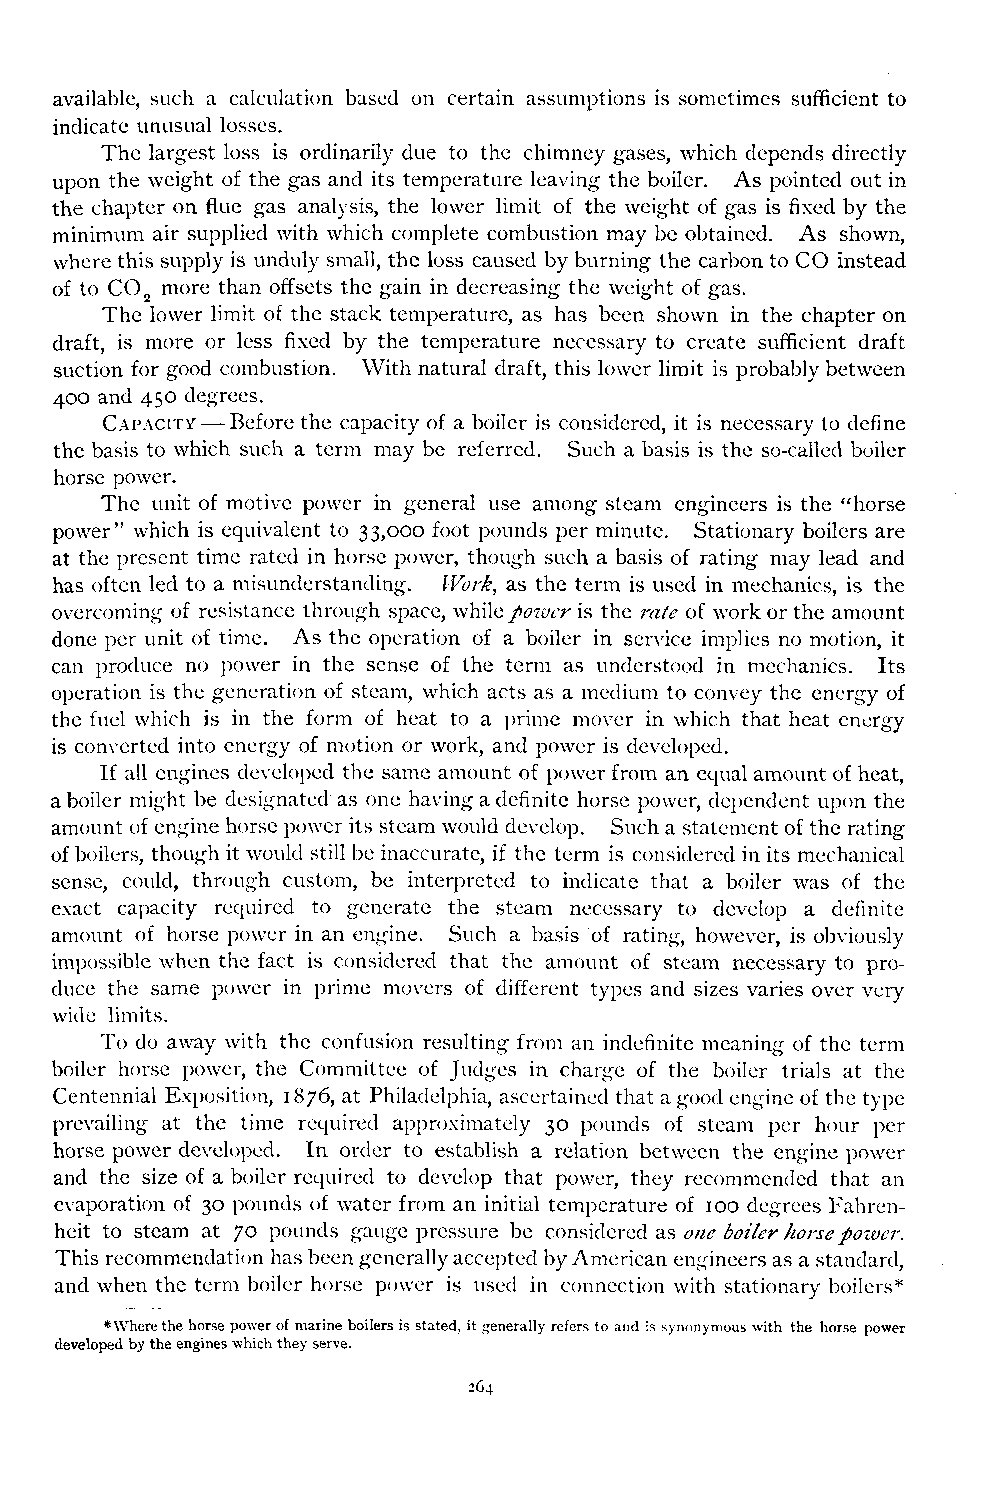 available, such a calculation based on certain assumptions is sometimes sufficient to
indicate unusual losses.
The largest loss is ordinarily due to the chimney gases, which depends directly
upon the weight of the gas and its temperature leaving the boiler. As pointed out in
the chapter on flue gas analysis, the lower limit of the weight of gas is fixed by the
minimum air supplied with which complete combustion may be obtained. As shown,
where this supply is unduly small, the loss caused by burning the carbon to CO instead
of to CO₂ more than offsets the gain in decreasing the weight of gas.
The lower limit of the stack temperature, as has been shown in the chapter on
draft, is more or less fixed by the temperature necessary to create sufficient draft
suction for good combustion. With natural draft, this lower limit is probably between
400 and 450 degrees.
CAPACITY—Before the capacity of a boiler is considered, it is necessary to define
the basis to which such a term may be referred. Such a basis is the so-called boiler
horse power.
The unit of motive power in general use among steam engineers is the “horse
power” which is equivalent to 33,000 foot pounds per minute. Stationary boilers are
at the present time rated in horse power, though such a basis of rating may lead and
has often led to a misunderstanding. Work, as the term is used in mechanics, is the
overcoming of resistance through space, while power is the rate of work or the amount
done per unit of time. As the operation of a boiler in service implies no motion, it
can produce no power in the sense of the term as understood in mechanics. Its
operation is the generation of steam, which acts as a medium to convey the energy of
the fuel which is in the form of heat to a prime mover in which that heat energy
is converted into energy of motion or work, and power is developed.
If all engines developed the same amount of power from an equal amount of heat,
a boiler might be designated as one having a definite horse power, dependent upon the
amount of engine horse power its steam would develop. Such a statement of the rating
of boilers, though it would still be inaccurate, if the term is considered in its mechanical
sense, could, through custom, be interpreted to indicate that a boiler was of the
exact capacity required to generate the steam necessary to develop a definite
amount of horse power in an engine. Such a basis of rating, however, is obviously
impossible when the fact is considered that the amount of steam necessary to pro-
duce the same power in prime movers of different types and sizes varies over very
wide limits.
To do away with the confusion resulting from an indefinite meaning of the term
boiler horse power, the Committee of Judges in charge of the boiler trials at the
Centennial Exposition, 1876, at Philadelphia, ascertained that a good engine of the type
prevailing at the time required approximately 30 pounds of steam per hour per
horse power developed. In order to establish a relation between the engine power
and the size of a boiler required to develop that power, they recommended that an
evaporation of 30 pounds of water from an initial temperature of 100 degrees Fahren-
heit to steam at 70 pounds gauge pressure be considered as one boiler horse power.
This recommendation has been generally accepted by American engineers as a standard,
and when the term boiler horse power is used in connection with stationary boilers*
*Where the horse power of marine boilers is stated, it generally refers to and is synonymous with the horse power
developed by the engines which they serve.
264